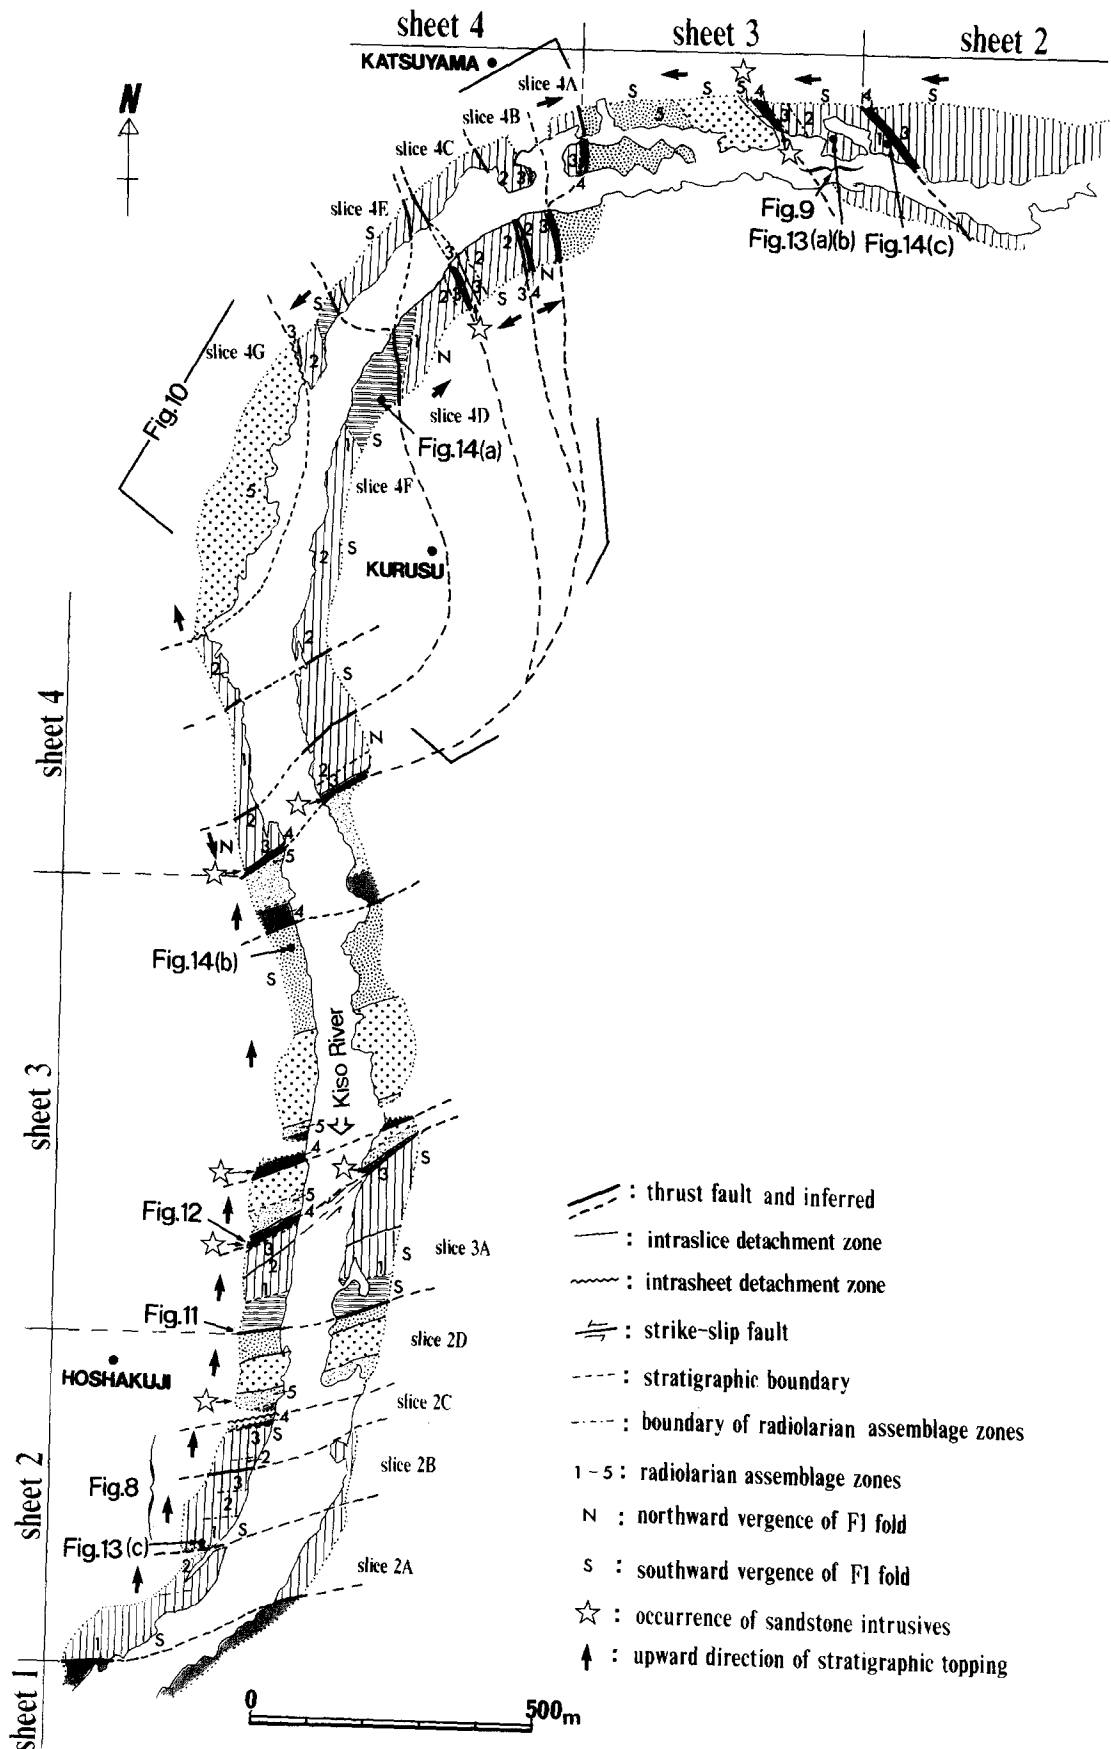 sheet 4
sheet 3
sheet 2
KATSUYAMA
N
slice 4A
slice 4B
slice 4C
slice 4E
Fig.9
Fig.13(a)(b)
Fig.14(c)
slice 4G
Fig.10
slice 4D
Fig.14(a)
slice 4F
KURUSU
sheet 4
Fig.14(b)
Kiso River
sheet 3
Fig.12
slice 3A
Fig.11
slice 2D
HOSHAKUJI
slice 2C
slice 2B
Fig.8
sheet 2
Fig.13(c)
slice 2A
sheet 1
0 500m
: thrust fault and inferred
: intraslice detachment zone
: intrasheet detachment zone
: strike-slip fault
: stratigraphic boundary
: boundary of radiolarian assemblage zones
1-5 : radiolarian assemblage zones
N : northward vergence of F1 fold
S : southward vergence of F1 fold
: occurrence of sandstone intrusives
: upward direction of stratigraphic topping